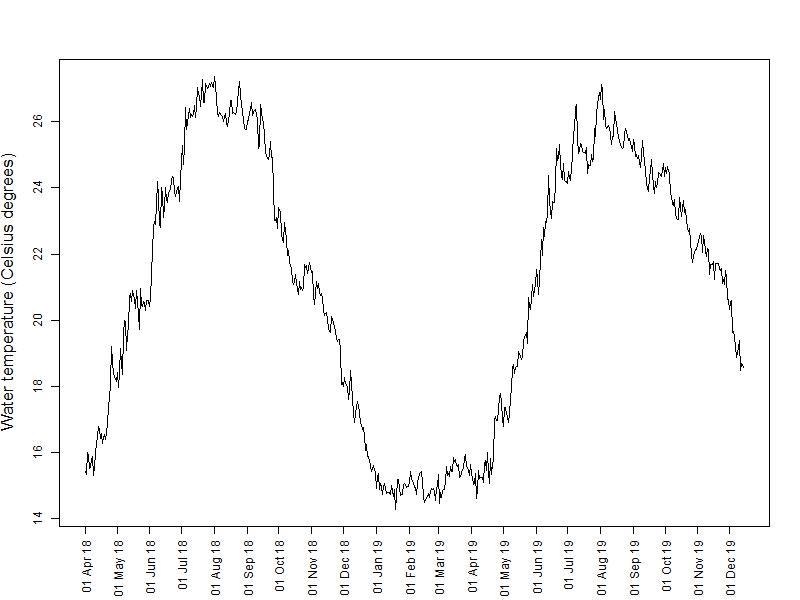 Water temperature (Celsius degrees)
26
24
22
20
18
16
14
01 Apr 18
01 May 18
01 Jun 18
01 Jul 18
01 Aug 18
01 Sep 18
01 Oct 18
01 Nov 18
01 Dec 18
01 Jan 19
01 Feb 19
01 Mar 19
01 Apr 19
01 May 19
01 Jun 19
01 Jul 19
01 Aug 19
01 Sep 19
01 Oct 19
01 Nov 19
01 Dec 19